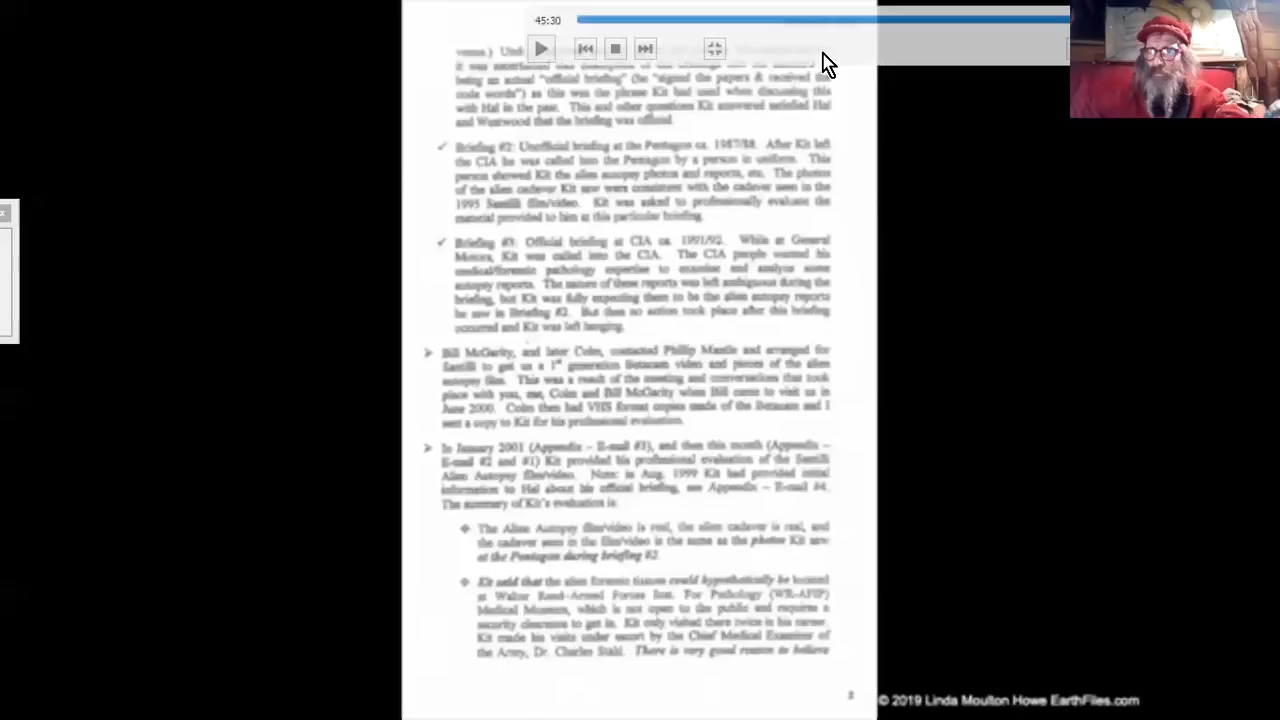 45:30
venue.) Und
being an actual "official briefing" (he "signed the papers & received the
code words") as this was the phrase Kit had used when discussing this
with Hal in the past. This and other questions Kit answered satisfied Hal
and Westwood that the briefing was official.
✓ Briefing #2: Unofficial briefing at the Pentagon ca. 1987/88. After Kit left
the CIA he was called into the Pentagon by a person in uniform. This
person showed Kit the alien autopsy photos and reports, etc. The photos
of the alien cadaver Kit saw were consistent with the cadaver seen in the
1995 Santilli film/video. Kit was asked to professionally evaluate the
material provided to him at this particular briefing.
✓ Briefing #3: Official briefing at CIA ca. 1991/92. While at General
Motors, Kit was called into the CIA. The CIA people wanted his
medical/forensic pathology expertise to examine and analyze some
autopsy reports. The nature of these reports was left ambiguous during the
briefing, but Kit was fully expecting them to be the alien autopsy reports
he saw in Briefing #2. But then no action took place after this briefing
occurred and Kit was left hanging.
➤ Bill McGarity, and later Colm, contacted Phillip Mantle and arranged for
Santilli to get us a 1st generation Betacam video and pieces of the alien
autopsy film. This was a result of the meeting and conversations that took
place with you, me, Colm and Bill McGarity when Bill came to visit us in
June 2000. Colm then had VHS format copies made of the Betacam and I
sent a copy to Kit for his professional evaluation.
➤ In January 2001 (Appendix – E-mail #3), and then this month (Appendix –
E-mail #2 and #1) Kit provided his professional evaluation of the Santilli
Alien Autopsy film/video. Note: in Aug. 1999 Kit had provided initial
information to Hal about his official briefing, see Appendix – E-mail #4.
The summary of Kit's evaluation is:
❖ The Alien Autopsy film/video is real, the alien cadaver is real, and
the cadaver seen in the film/video is the same as the photos Kit saw
at the Pentagon during briefing #2.
❖ Kit said that the alien forensic tissues could hypothetically be located
at Walter Reed-Armed Forces Inst. For Pathology (WR-AFIP)
Medical Museum, which is not open to the public and requires a
security clearance to get in. Kit only visited there twice in his career.
Kit made his visits under escort by the Chief Medical Examiner of
the Army, Dr. Charles Stahl. There is very good reason to believe
2
© 2019 Linda Moulton Howe EarthFiles.com